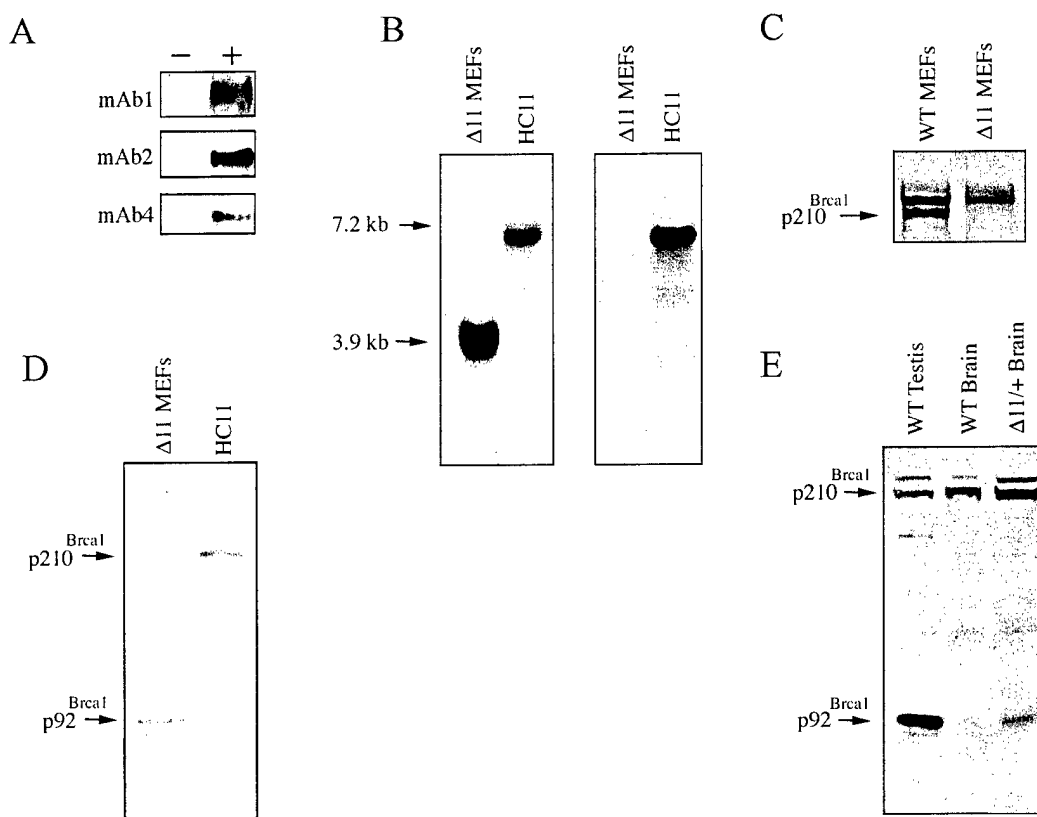 A
− +
mAb1
mAb2
mAb4
B
Δ11 MEFs
HC11
Δ11 MEFs
HC11
7.2 kb
3.9 kb
C
WT MEFs
Δ11 MEFs
p210 Brca1
D
Δ11 MEFs
HC11
p210 Brca1
p92 Brca1
E
WT Testis
WT Brain
Δ11/+ Brain
p210 Brca1
p92 Brca1